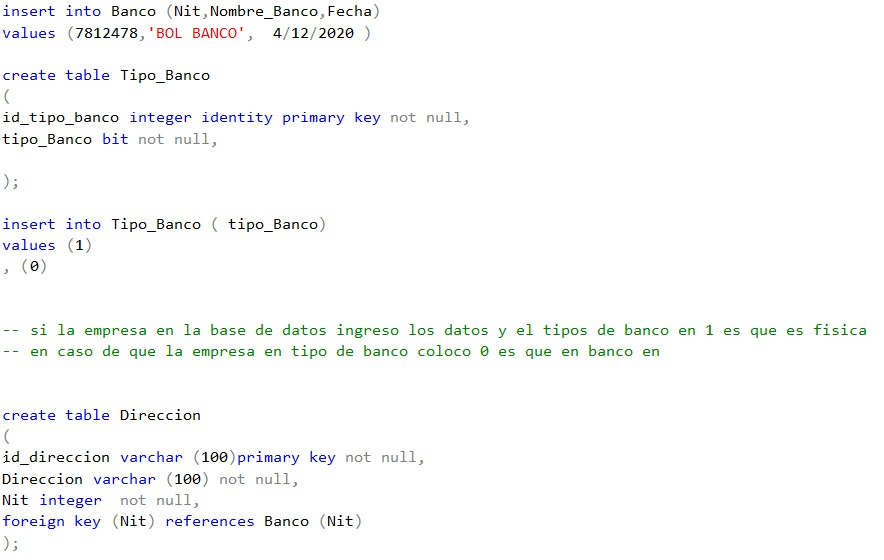 insert into Banco (Nit,Nombre_Banco,Fecha)
values (7812478,'BOL BANCO',  4/12/2020 )
create table Tipo_Banco
(
id_tipo_banco integer identity primary key not null,
tipo_Banco bit not null,
);
insert into Tipo_Banco ( tipo_Banco)
values (1)
, (0)
-- si la empresa en la base de datos ingreso los datos y el tipos de banco en 1 es que es fisica
-- en caso de que la empresa en tipo de banco coloco 0 es que en banco en
create table Direccion
(
id_direccion varchar (100)primary key not null,
Direccion varchar (100) not null,
Nit integer  not null,
foreign key (Nit) references Banco (Nit)
);